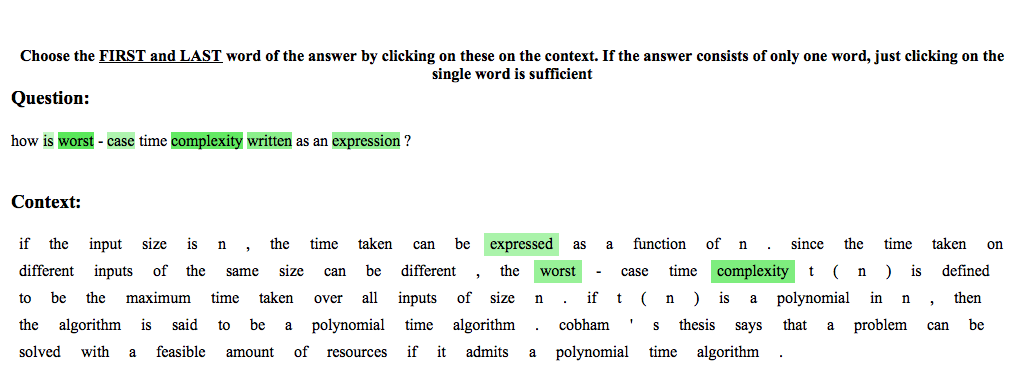 Choose the FIRST and LAST word of the answer by clicking on these on the context. If the answer consists of only one word, just clicking on the
single word is sufficient
Question:
how is worst - case time complexity written as an expression ?
Context:
if the input size is n , the time taken can be expressed as a function of n . since the time taken on
different inputs of the same size can be different , the worst - case time complexity t ( n ) is defined
to be the maximum time taken over all inputs of size n . if t ( n ) is a polynomial in n , then
the algorithm is said to be a polynomial time algorithm . cobham ' s thesis says that a problem can be
solved with a feasible amount of resources if it admits a polynomial time algorithm .